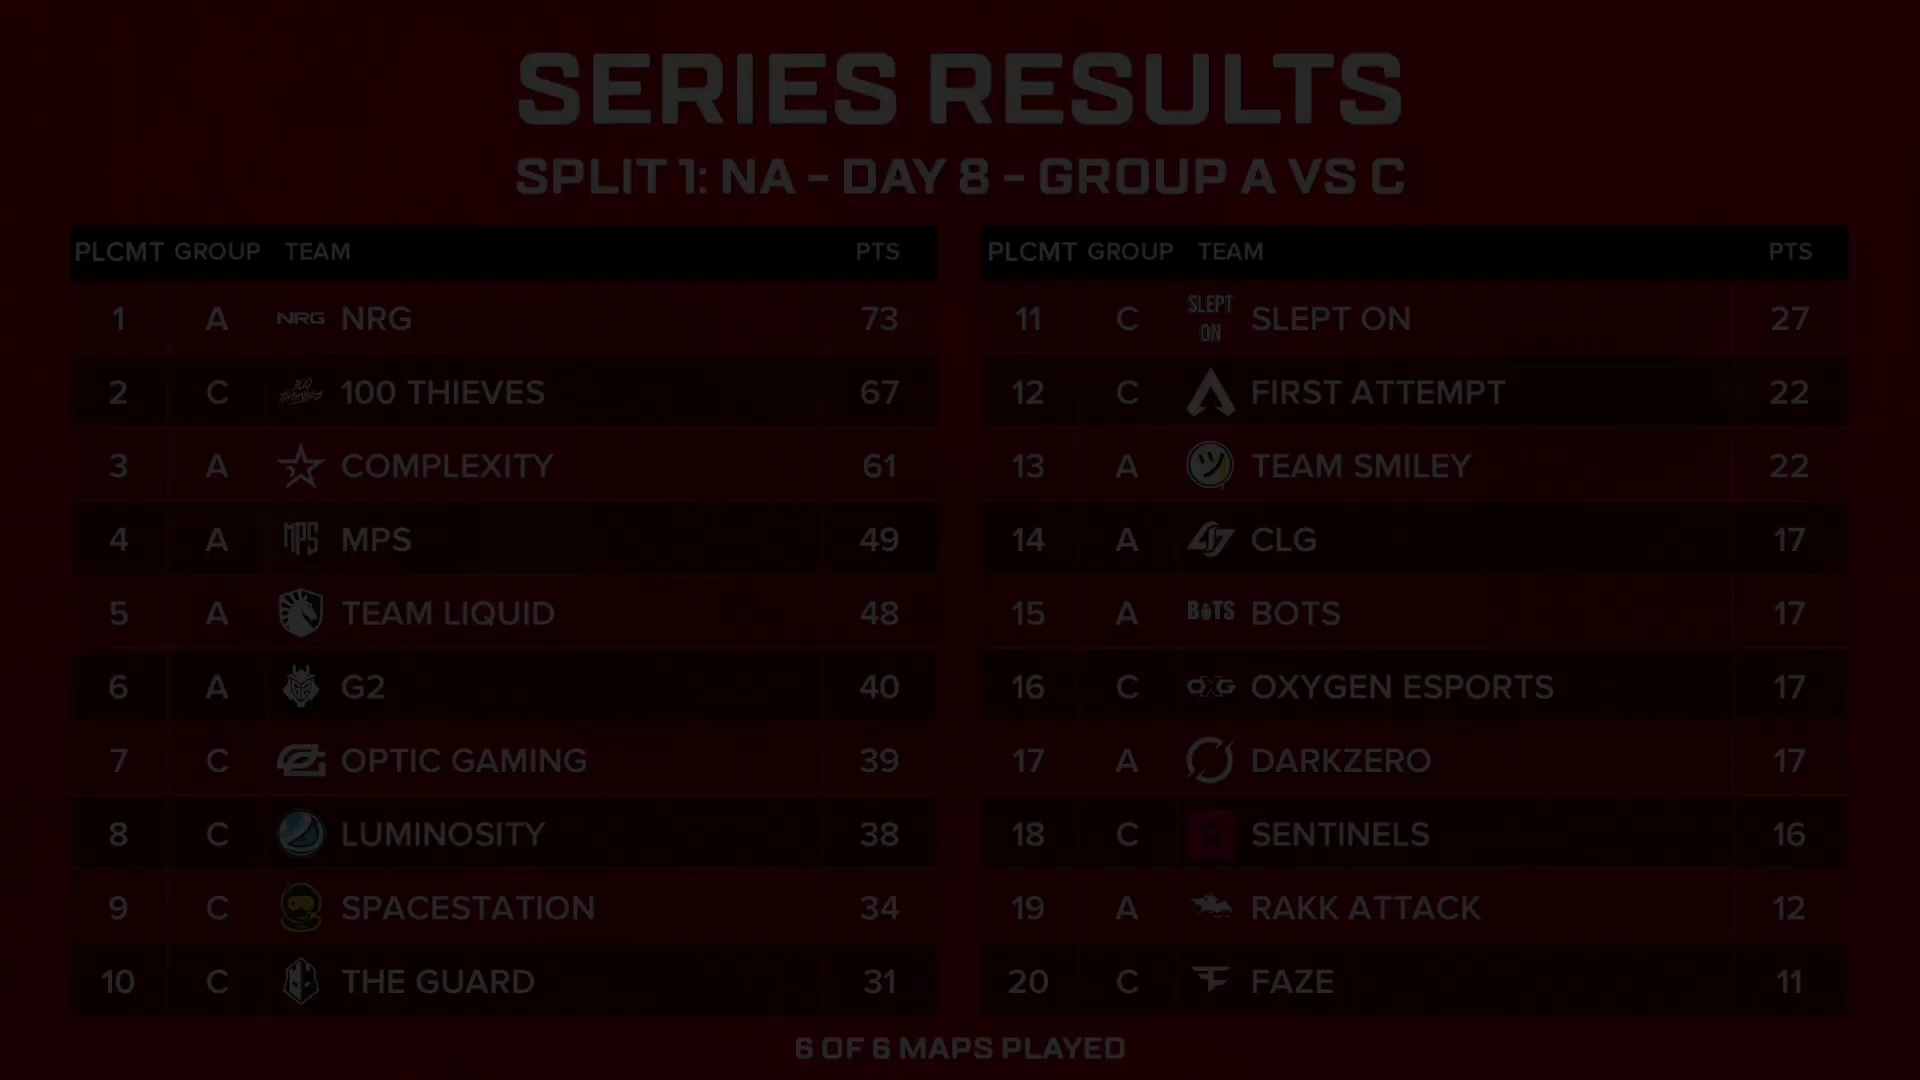 SERIES RESULTS
SPLIT 1: NA - DAY 8 - GROUP A VS C
PLCMT GROUP TEAM PTS
1 A NRG NRG 73
2 C 100 THIEVES 100 THIEVES 67
3 A COMPLEXITY 61
4 A MPS MPS 49
5 A TEAM LIQUID 48
6 A G2 40
7 C OPTIC GAMING 39
8 C LUMINOSITY 38
9 C SPACESTATION 34
10 C THE GUARD 31
PLCMT GROUP TEAM PTS
11 C SLEPT ON SLEPT ON 27
12 C FIRST ATTEMPT 22
13 A TEAM SMILEY 22
14 A CLG 17
15 A BOTS BOTS 17
16 C OXG OXYGEN ESPORTS 17
17 A DARKZERO 17
18 C SENTINELS 16
19 A RAKK ATTACK 12
20 C FAZE 11
6 OF 6 MAPS PLAYED